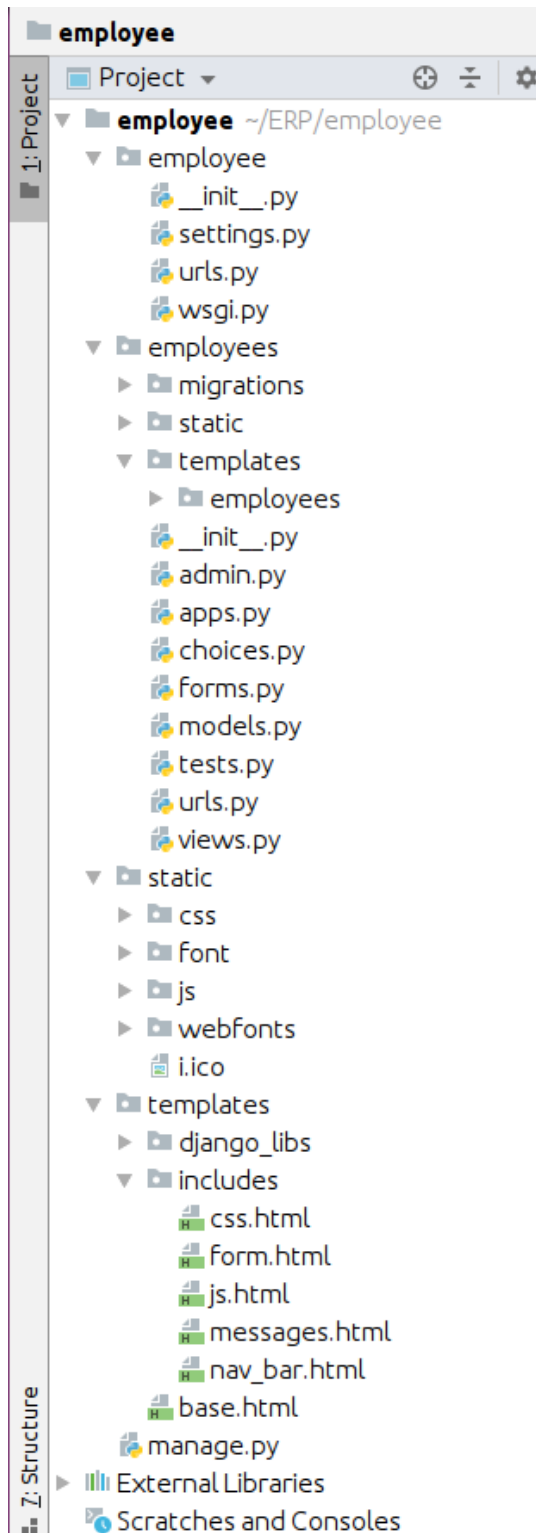 employee
Project
1: Project
employee ~/ERP/employee
employee
__init__.py
settings.py
urls.py
wsgi.py
employees
migrations
static
templates
employees
__init__.py
admin.py
apps.py
choices.py
forms.py
models.py
tests.py
urls.py
views.py
static
css
font
js
webfonts
i.ico
templates
django_libs
includes
css.html
form.html
js.html
messages.html
nav_bar.html
base.html
manage.py
External Libraries
Scratches and Consoles
7: Structure